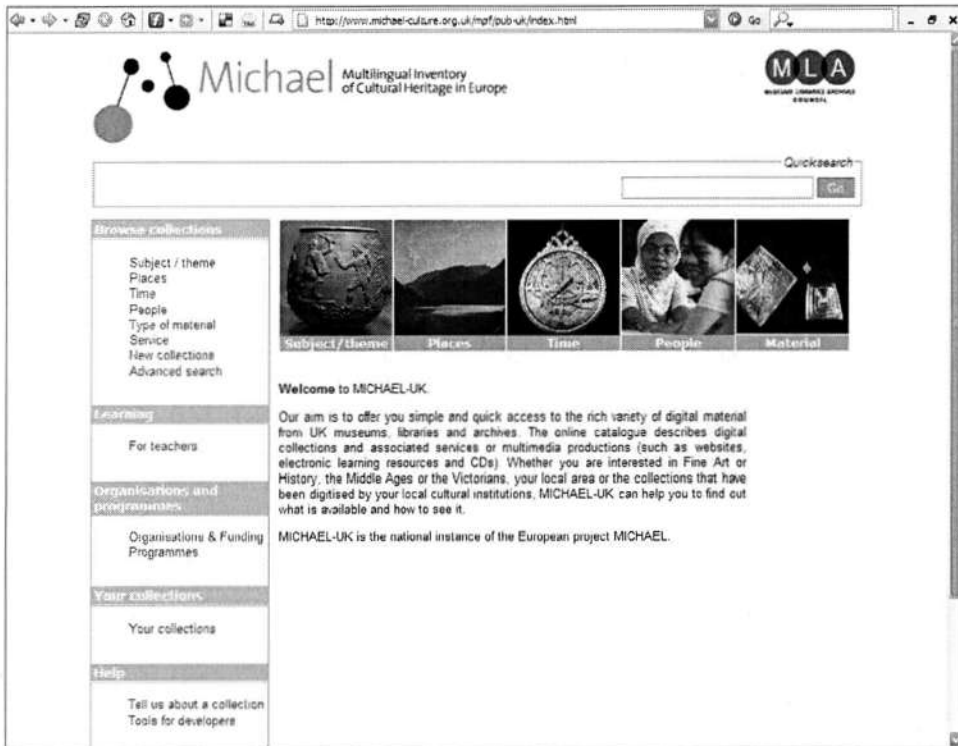 http://www.michael-culture.org.uk/mpf/pub-uk/index.html
Go
Michael
Multilingual Inventory
of Cultural Heritage in Europe
MLA
MUSEUMS LIBRARIES ARCHIVES
COUNCIL
Quicksearch
Go
Browse collections
Subject / theme
Places
Time
People
Type of material
Service
New collections
Advanced search
Learning
For teachers
Organisations and
programmes
Organisations & Funding
Programmes
Your collections
Your collections
Help
Tell us about a collection
Tools for developers
Subject/theme
Places
Time
People
Material
Welcome to MICHAEL-UK.
Our aim is to offer you simple and quick access to the rich variety of digital material
from UK museums, libraries and archives. The online catalogue describes digital
collections and associated services or multimedia productions (such as websites,
electronic learning resources and CDs). Whether you are interested in Fine Art or
History, the Middle Ages or the Victorians, your local area or the collections that have
been digitised by your local cultural institutions, MICHAEL-UK can help you to find out
what is available and how to see it.
MICHAEL-UK is the national instance of the European project MICHAEL.